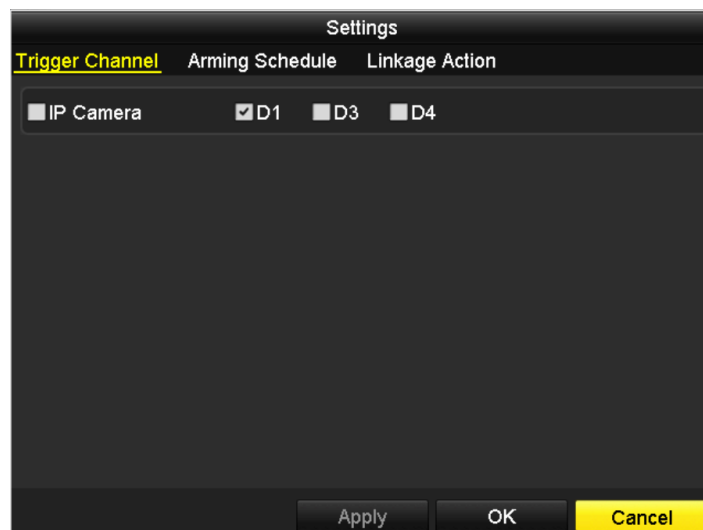 Settings
Trigger Channel Arming Schedule Linkage Action
IP Camera D1 D3 D4
Apply OK Cancel